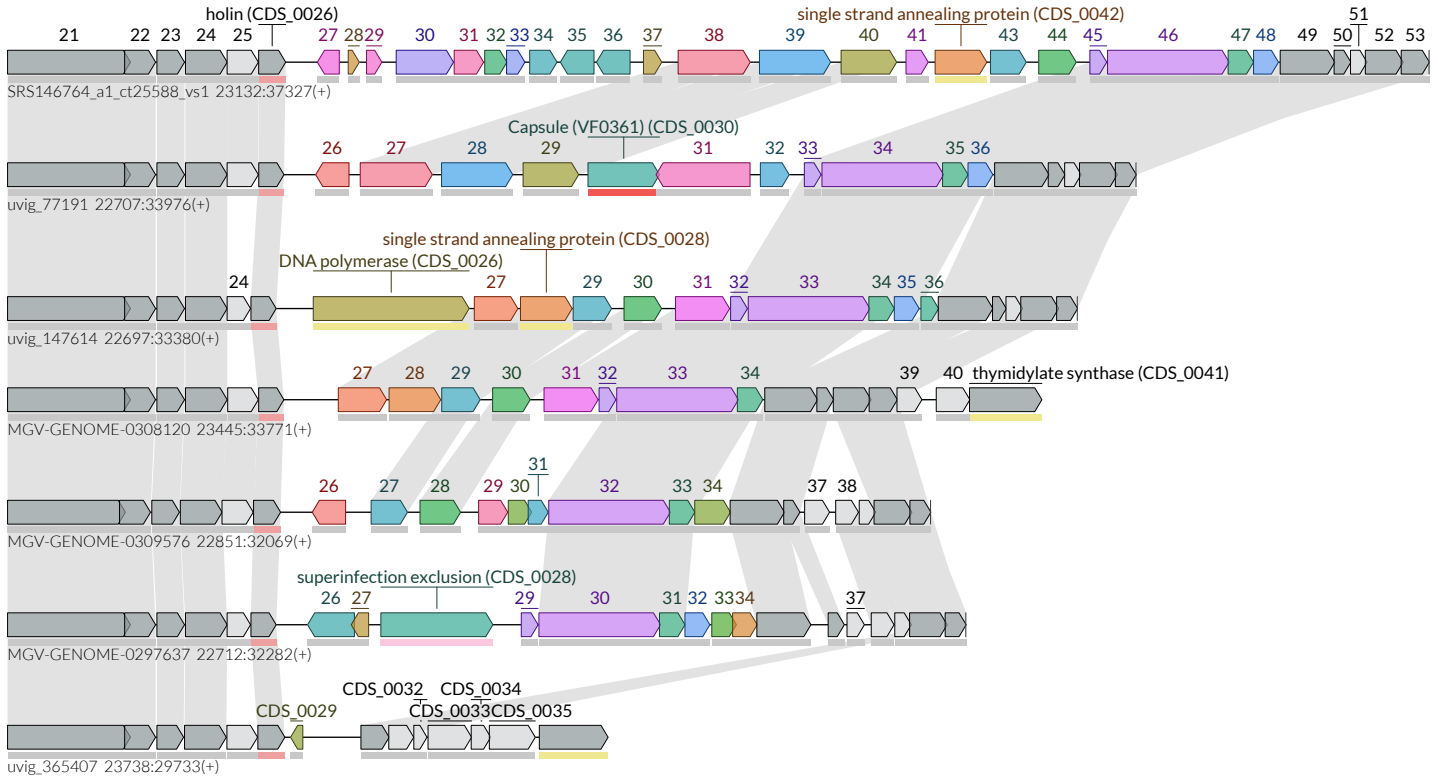 holin (CDS_0026) single strand annealing protein (CDS_0042) 51
21 22 23 24 25 27 28 29 30 31 32 33 34 35 36 37 38 39 40 41 43 44 45 46 47 48 49 50 52 53
SRS146764_a1_ct25588_vs1 23132:37327(+)
Capsule (VF0361) (CDS_0030)
26 27 28 29 31 32 33 34 35 36
uvig_77191 22707:33976(+)
single strand annealing protein (CDS_0028)
DNA polymerase (CDS_0026)
24 27 29 30 31 32 33 34 35 36
uvig_147614 22697:33380(+)
27 28 29 30 31 32 33 34 39 40 thymidylate synthase (CDS_0041)
MGV-GENOME-0308120 23445:33771(+)
31
26 27 28 29 30 32 33 34 37 38
MGV-GENOME-0309576 22851:32069(+)
superinfection exclusion (CDS_0028)
26 27 29 30 31 32 33 34 37
MGV-GENOME-0297637 22712:32282(+)
CDS_0032 CDS_0034
CDS_0029 CDS_0033 CDS_0035
uvig_365407 23738:29733(+)